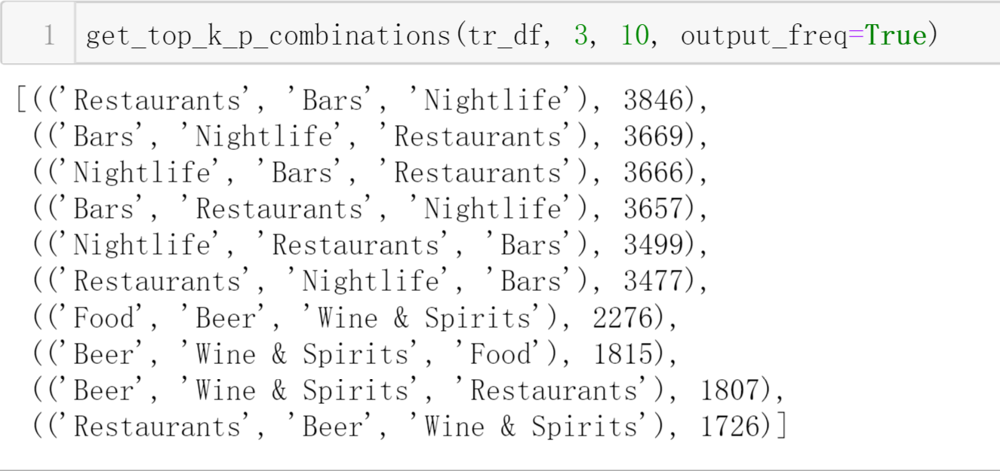 1 get_top_k_p_combinations(tr_df, 3, 10, output_freq=True)
[(('Restaurants', 'Bars', 'Nightlife'), 3846),
(('Bars', 'Nightlife', 'Restaurants'), 3669),
(('Nightlife', 'Bars', 'Restaurants'), 3666),
(('Bars', 'Restaurants', 'Nightlife'), 3657),
(('Nightlife', 'Restaurants', 'Bars'), 3499),
(('Restaurants', 'Nightlife', 'Bars'), 3477),
(('Food', 'Beer', 'Wine & Spirits'), 2276),
(('Beer', 'Wine & Spirits', 'Food'), 1815),
(('Beer', 'Wine & Spirits', 'Restaurants'), 1807),
(('Restaurants', 'Beer', 'Wine & Spirits'), 1726)]